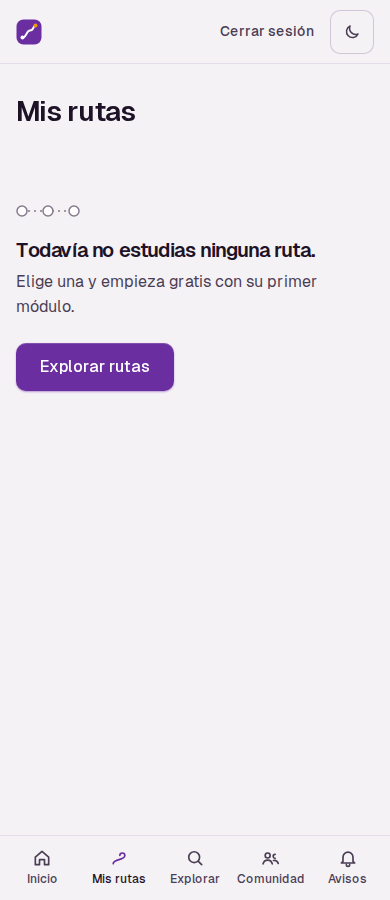 Cerrar sesión
Mis rutas
Todavía no estudias ninguna ruta.
Elige una y empieza gratis con su primer
módulo.
Explorar rutas
Inicio
Mis rutas
Explorar
Comunidad
Avisos